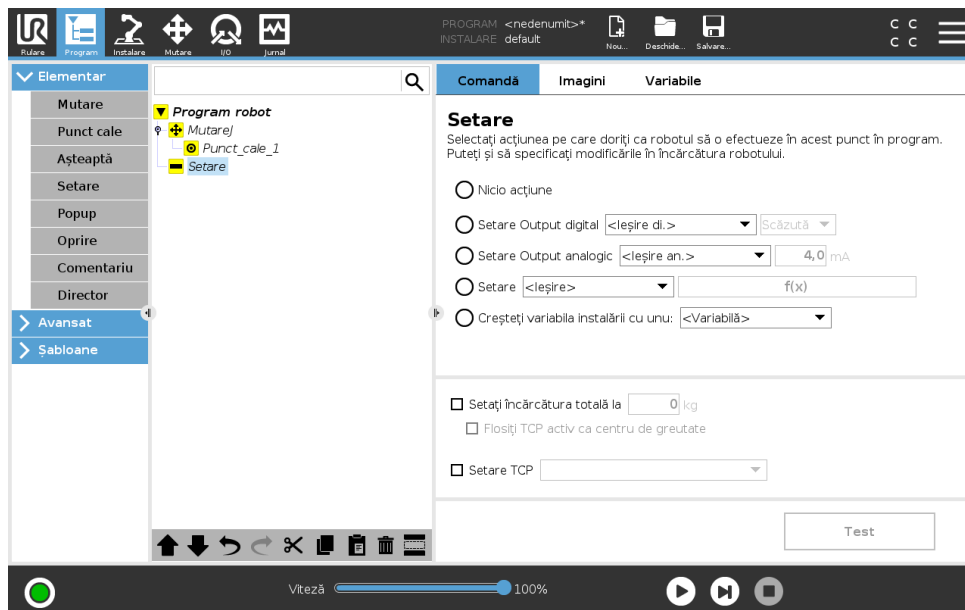 UR
Rulare
Program
Instalare
Mutare
I/O
Jurnal
PROGRAM <nedenumit>*
INSTALARE default
Nou...
Deschide...
Salvare...
C C
C C
Elementar
Mutare
Punct cale
Așteaptă
Setare
Popup
Oprire
Comentariu
Director
Avansat
Șabloane
Program robot
MutareJ
Punct_cale_1
Setare
Comandă
Imagini
Variabile
Setare
Selectați acțiunea pe care doriți ca robotul să o efectueze în acest punct în program.
Puteți și să specificați modificările în încărcătura robotului.
Nicio acțiune
Setare Output digital <Ieșire di.> Scăzută
Setare Output analogic <Ieșire an.> 4,0 mA
Setare <Ieșire> f(x)
Creșteți variabila instalării cu unu: <Variabilă>
Setați încărcătura totală la 0 kg
Flosiți TCP activ ca centru de greutate
Setare TCP
Test
Viteză 100%